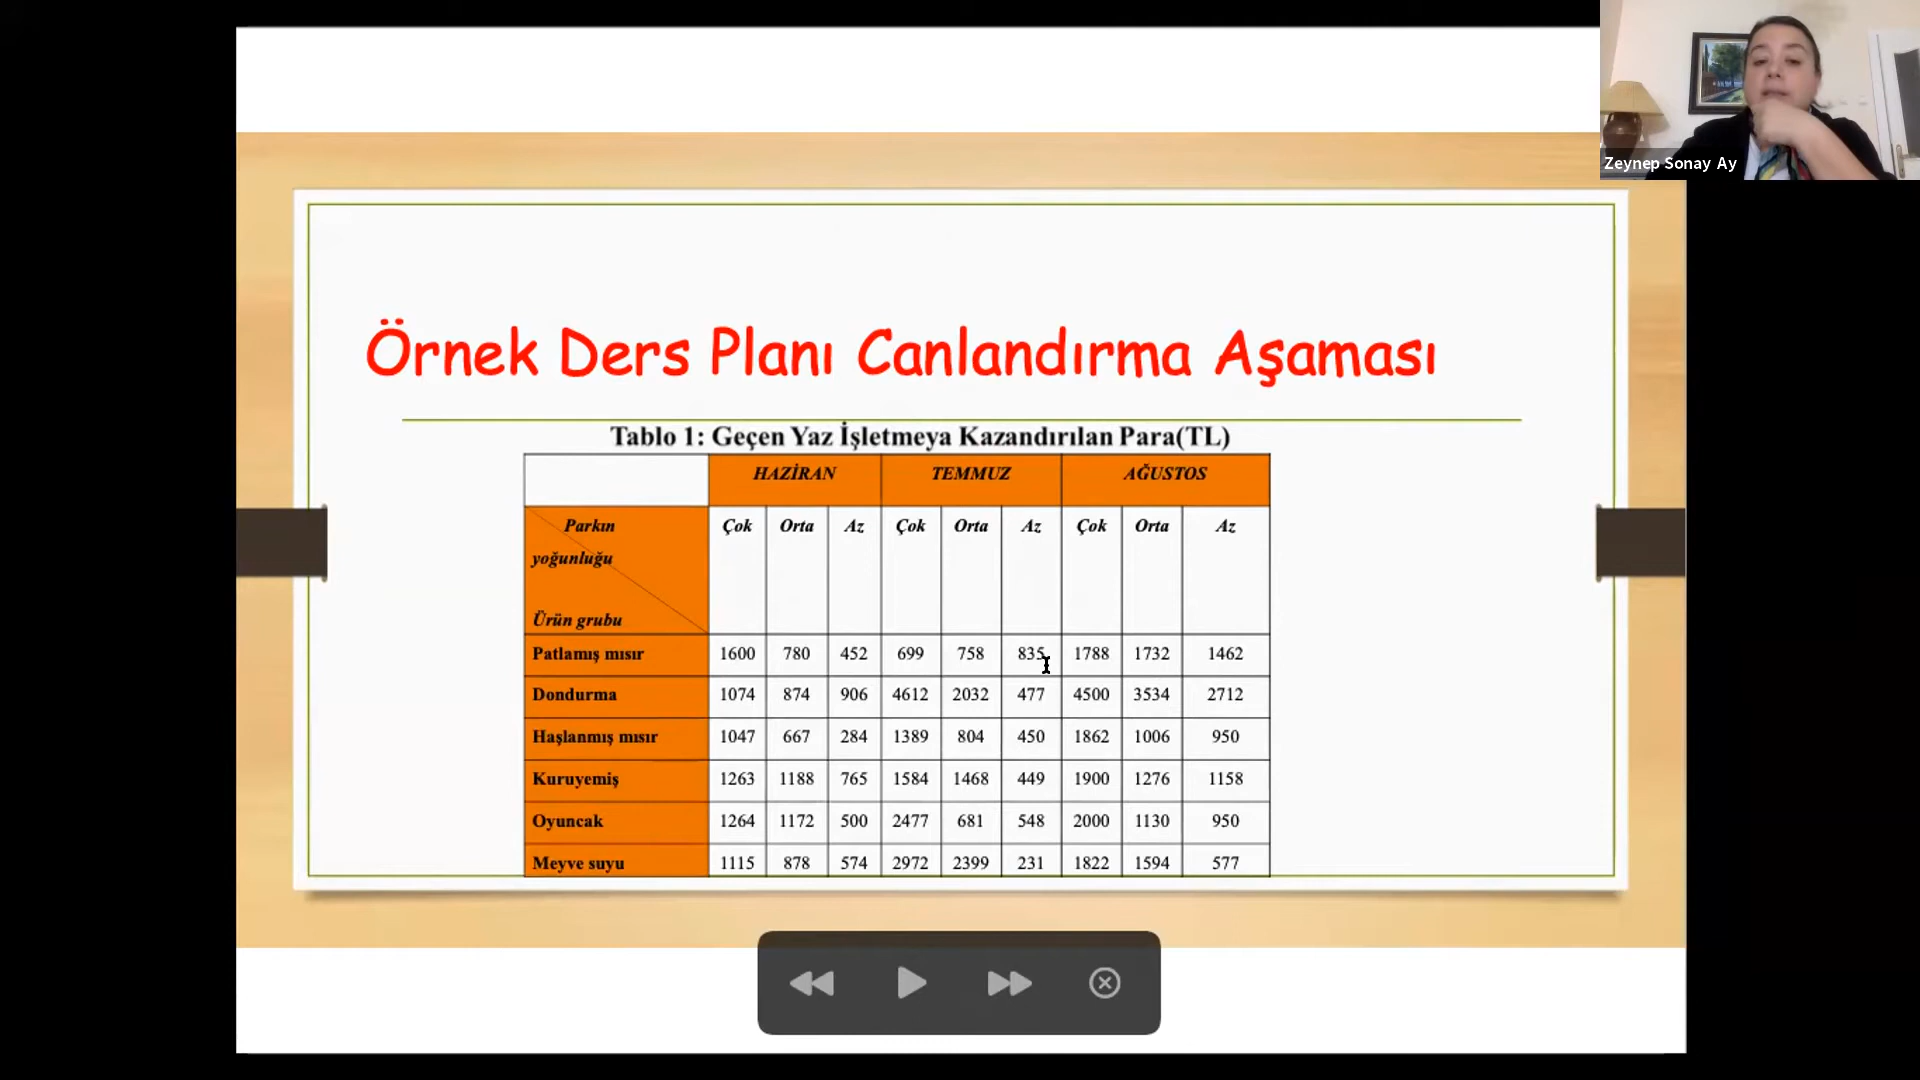 Zeynep Sonay Ay
Örnek Ders Planı Canlandırma Aşaması
Tablo 1: Geçen Yaz İşletmeye Kazandırılan Para(TL)
HAZİRAN TEMMUZ AĞUSTOS
Parkın Çok Orta Az Çok Orta Az Çok Orta Az
yoğunluğu
Ürün grubu
Patlamış mısır 1600 780 452 699 758 835 1788 1732 1462
Dondurma 1074 874 906 4612 2032 477 4500 3534 2712
Haşlanmış mısır 1047 667 284 1389 804 450 1862 1006 950
Kuruyemiş 1263 1188 765 1584 1468 449 1900 1276 1158
Oyuncak 1264 1172 500 2477 681 548 2000 1130 950
Meyve suyu 1115 878 574 2972 2399 231 1822 1594 577